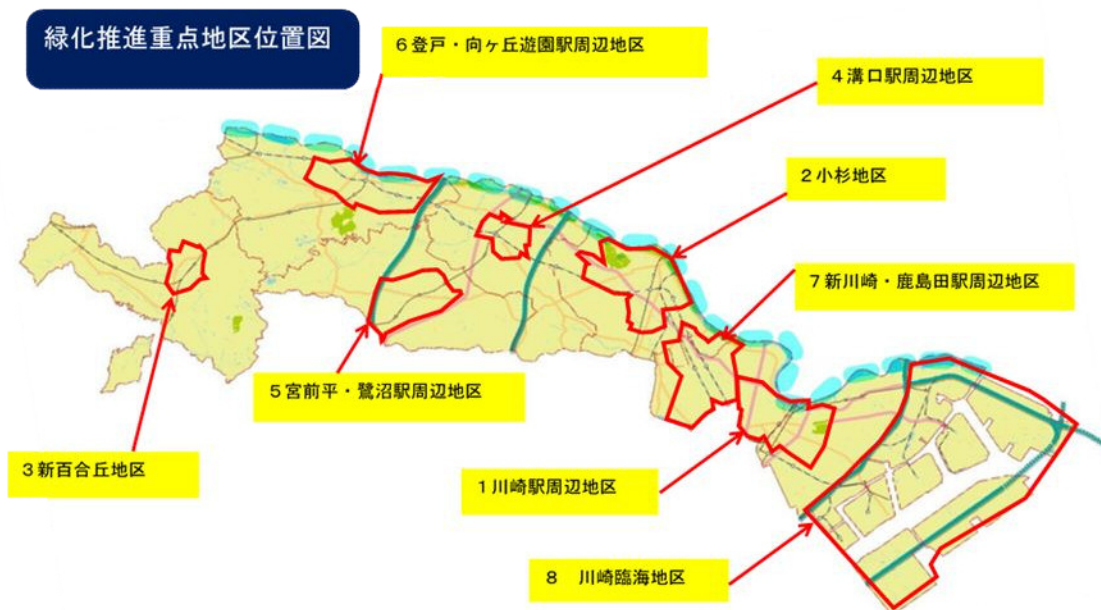 緑化推進重点地区位置図
6登戸・向ヶ丘遊園駅周辺地区
4溝口駅周辺地区
2小杉地区
7新川崎・鹿島田駅周辺地区
5宮前平・鷺沼駅周辺地区
3新百合丘地区
1川崎駅周辺地区
8 川崎臨海地区